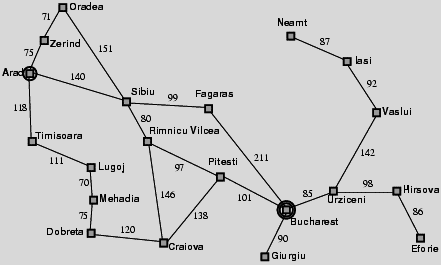 Oradea
71
Neamt
Zerind
87
151
75
Iasi
Arad
140
92
Sibiu
99
Fagaras
118
80
Vaslui
Timisoara
Rimnicu Vilcea
142
111
Lugoj
97
Pitesti
211
70
98
Hirsova
85
146
101
Urziceni
Mehadia
138
86
75
Bucharest
120
Dobreta
90
Craiova
Eforie
Giurgiu